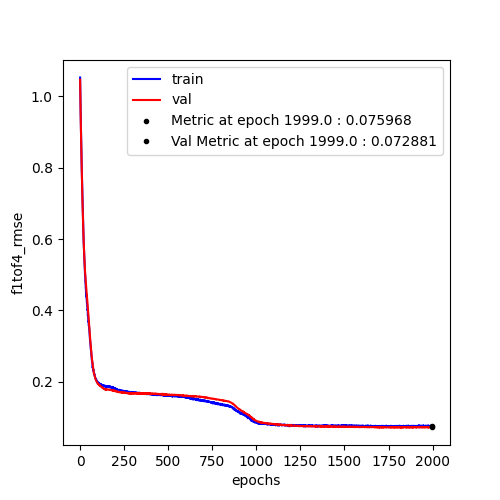 train
val
Metric at epoch 1999.0 : 0.075968
Val Metric at epoch 1999.0 : 0.072881
1.0
0.8
0.6
0.4
0.2
f1tof4_rmse
0 250 500 750 1000 1250 1500 1750 2000
epochs